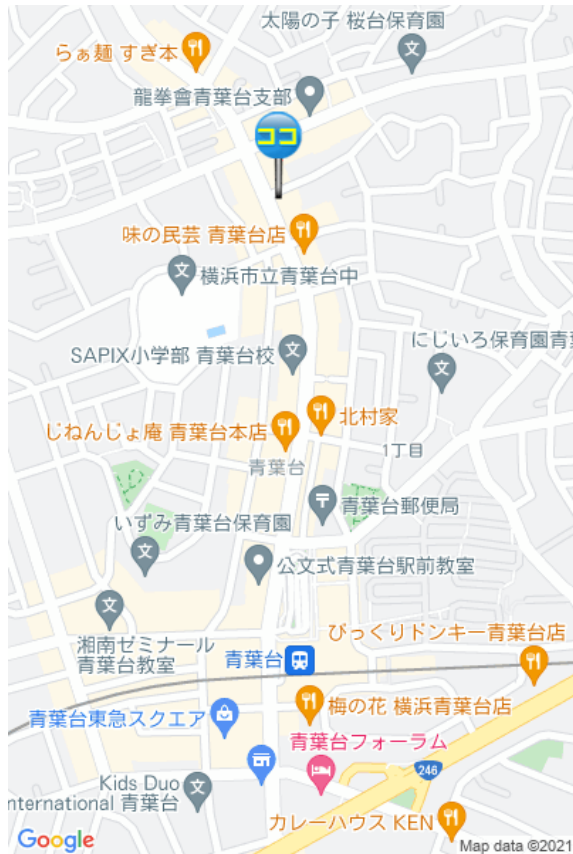 太陽の子 桜台保育園
らぁ麺 すぎ本
龍拳會青葉台支部
ココ
味の民芸 青葉台店
横浜市立青葉台中
SAPIX小学部 青葉台校
にじいろ保育園青葉
北村家
じねんじょ庵 青葉台本店
1丁目
青葉台
青葉台郵便局
いずみ青葉台保育園
公文式青葉台駅前教室
湘南ゼミナール
青葉台教室
びっくりドンキー青葉台店
青葉台
梅の花 横浜青葉台店
青葉台東急スクエア
青葉台フォーラム
246
Kids Duo
nternational 青葉台
カレーハウス KEN
Google
Map data ©2021